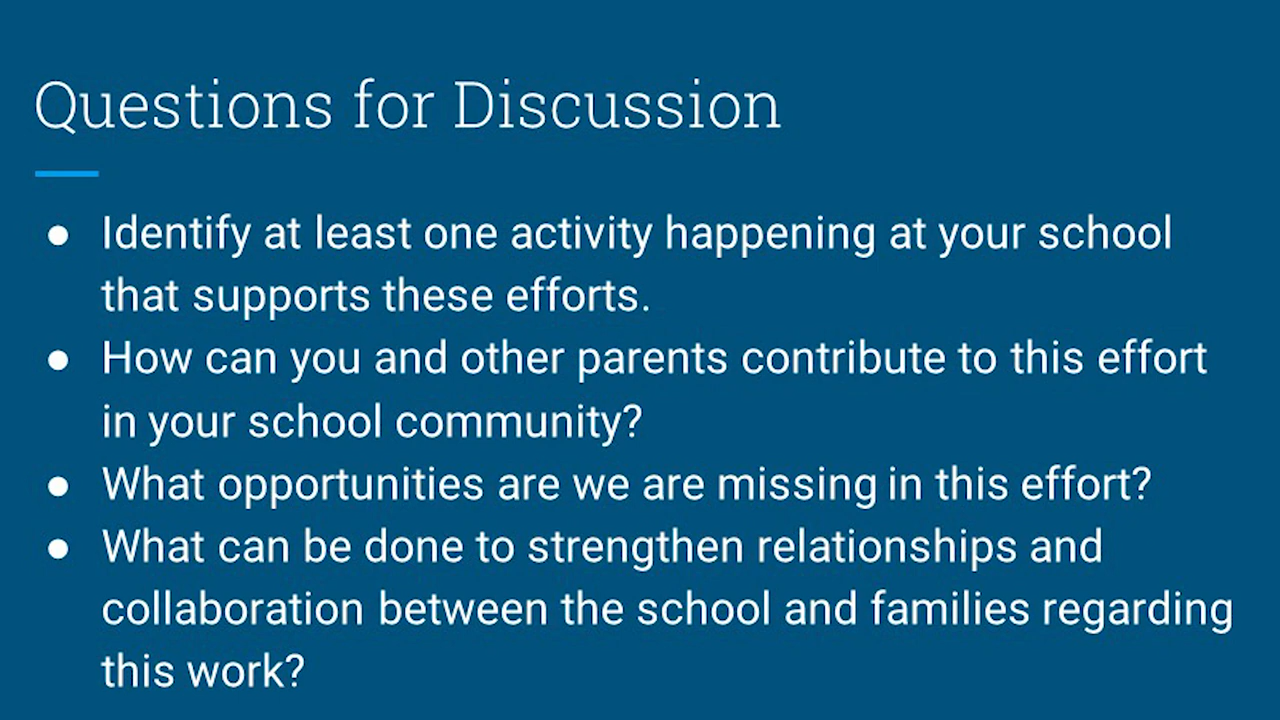 Questions for Discussion
● Identify at least one activity happening at your school
that supports these efforts.
● How can you and other parents contribute to this effort
in your school community?
● What opportunities are we are missing in this effort?
● What can be done to strengthen relationships and
collaboration between the school and families regarding
this work?